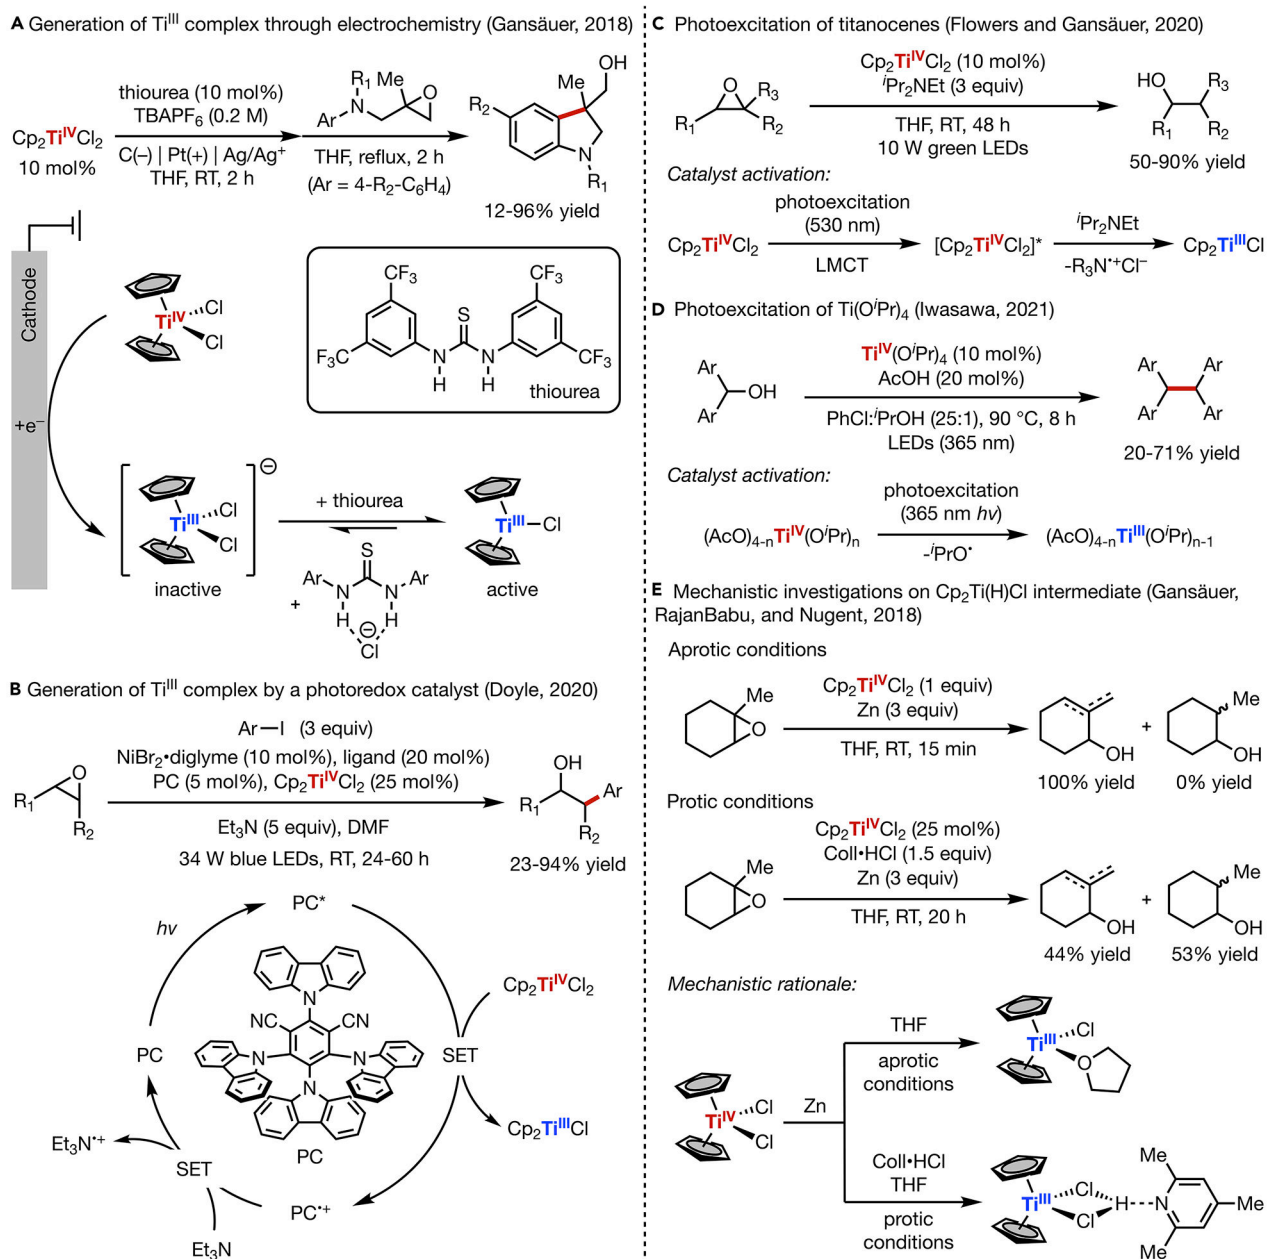 A Generation of Ti^III complex through electrochemistry (Gansäuer, 2018)
Cp₂Ti^IVCl₂
10 mol%
thiourea (10 mol%)
TBAPF₆ (0.2 M)
C(−) | Pt(+) | Ag/Ag⁺
THF, RT, 2 h
R₁
Me
N
O
Ar
THF, reflux, 2 h
(Ar = 4-R₂-C₆H₄)
OH
Me
R₂
N
R₁
12-96% yield
Cathode
+e⁻
Ti^IV
Cl
Cl
CF₃
CF₃
S
F₃C
N
N
CF₃
H
H
thiourea
Ti^III
Cl
Cl
⊖
inactive
+ thiourea
+
S
Ar
N
N
Ar
H
H
⊖
Cl
Ti^III
Cl
active
B Generation of Ti^III complex by a photoredox catalyst (Doyle, 2020)
Ar—I (3 equiv)
NiBr₂•diglyme (10 mol%), ligand (20 mol%)
PC (5 mol%), Cp₂Ti^IVCl₂ (25 mol%)
Et₃N (5 equiv), DMF
34 W blue LEDs, RT, 24-60 h
O
R₁
R₂
OH
R₁
Ar
R₂
23-94% yield
PC*
hv
PC
N
NC
CN
N
N
N
PC
Cp₂Ti^IVCl₂
SET
Cp₂Ti^IIICl
Et₃N•⁺
SET
PC•⁺
Et₃N
C Photoexcitation of titanocenes (Flowers and Gansäuer, 2020)
O
R₃
R₁
R₂
Cp₂Ti^IVCl₂ (10 mol%)
ⁱPr₂NEt (3 equiv)
THF, RT, 48 h
10 W green LEDs
HO
R₃
R₁
R₂
50-90% yield
Catalyst activation:
Cp₂Ti^IVCl₂
photoexcitation
(530 nm)
LMCT
[Cp₂Ti^IVCl₂]*
ⁱPr₂NEt
-R₃N•⁺Cl⁻
Cp₂Ti^IIICl
D Photoexcitation of Ti(OⁱPr)₄ (Iwasawa, 2021)
Ar
OH
Ar
Ti^IV(OⁱPr)₄ (10 mol%)
AcOH (20 mol%)
PhCl:ⁱPrOH (25:1), 90 °C, 8 h
LEDs (365 nm)
Ar
Ar
Ar
Ar
20-71% yield
Catalyst activation:
(AcO)₄₋ₙTi^IV(OⁱPr)ₙ
photoexcitation
(365 nm hv)
-ⁱPrO•
(AcO)₄₋ₙTi^III(OⁱPr)ₙ₋₁
E Mechanistic investigations on Cp₂Ti(H)Cl intermediate (Gansäuer,
RajanBabu, and Nugent, 2018)
Aprotic conditions
Me
O
Cp₂Ti^IVCl₂ (1 equiv)
Zn (3 equiv)
THF, RT, 15 min
OH
100% yield
+
Me
OH
0% yield
Protic conditions
Me
O
Cp₂Ti^IVCl₂ (25 mol%)
Coll•HCl (1.5 equiv)
Zn (3 equiv)
THF, RT, 20 h
OH
44% yield
+
Me
OH
53% yield
Mechanistic rationale:
Ti^IV
Cl
Cl
Zn
THF
aprotic
conditions
Ti^III
Cl
O
Coll•HCl
THF
protic
conditions
Ti^III
Cl
Cl
H
N
Me
Me
Me